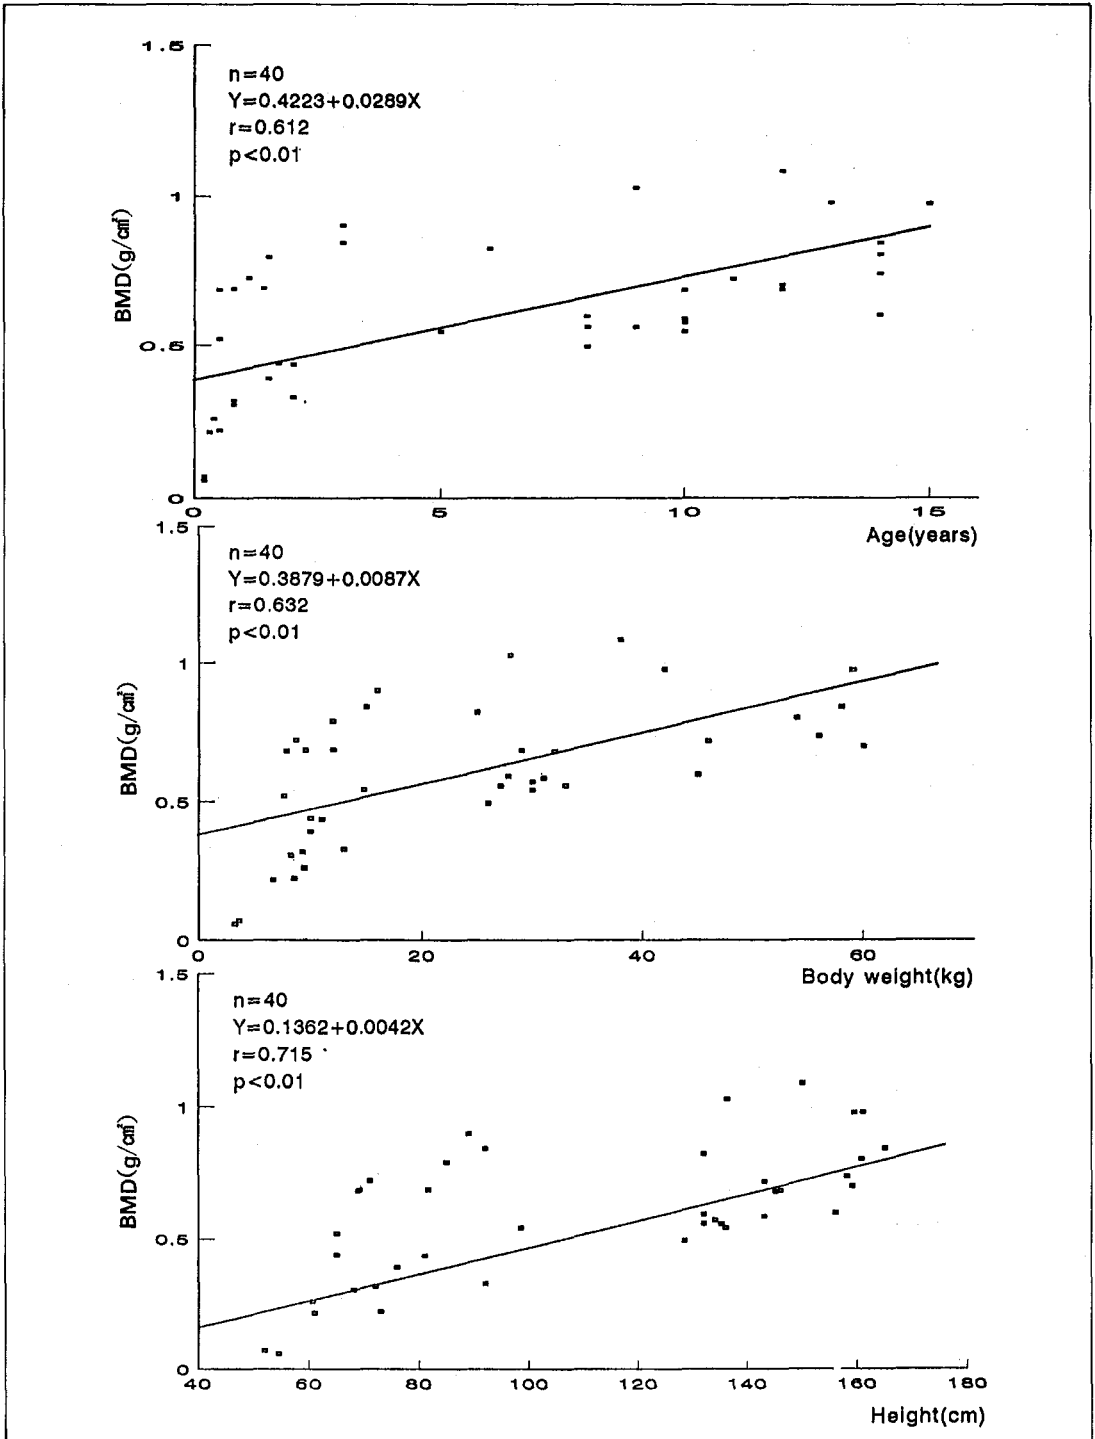 1.5
n=40
Y=0.4223+0.0289X
r=0.612
p<0.01
1
BMD(g/cm²)
0.5
0
0 5 10 15
Age(years)
1.5
n=40
Y=0.3879+0.0087X
r=0.632
p<0.01
1
BMD(g/cm²)
0.5
0
0 20 40 60
Body weight(kg)
1.5
n=40
Y=0.1362+0.0042X
r=0.715
p<0.01
1
BMD(g/cm²)
0.5
0
40 60 80 100 120 140 160 180
Height(cm)